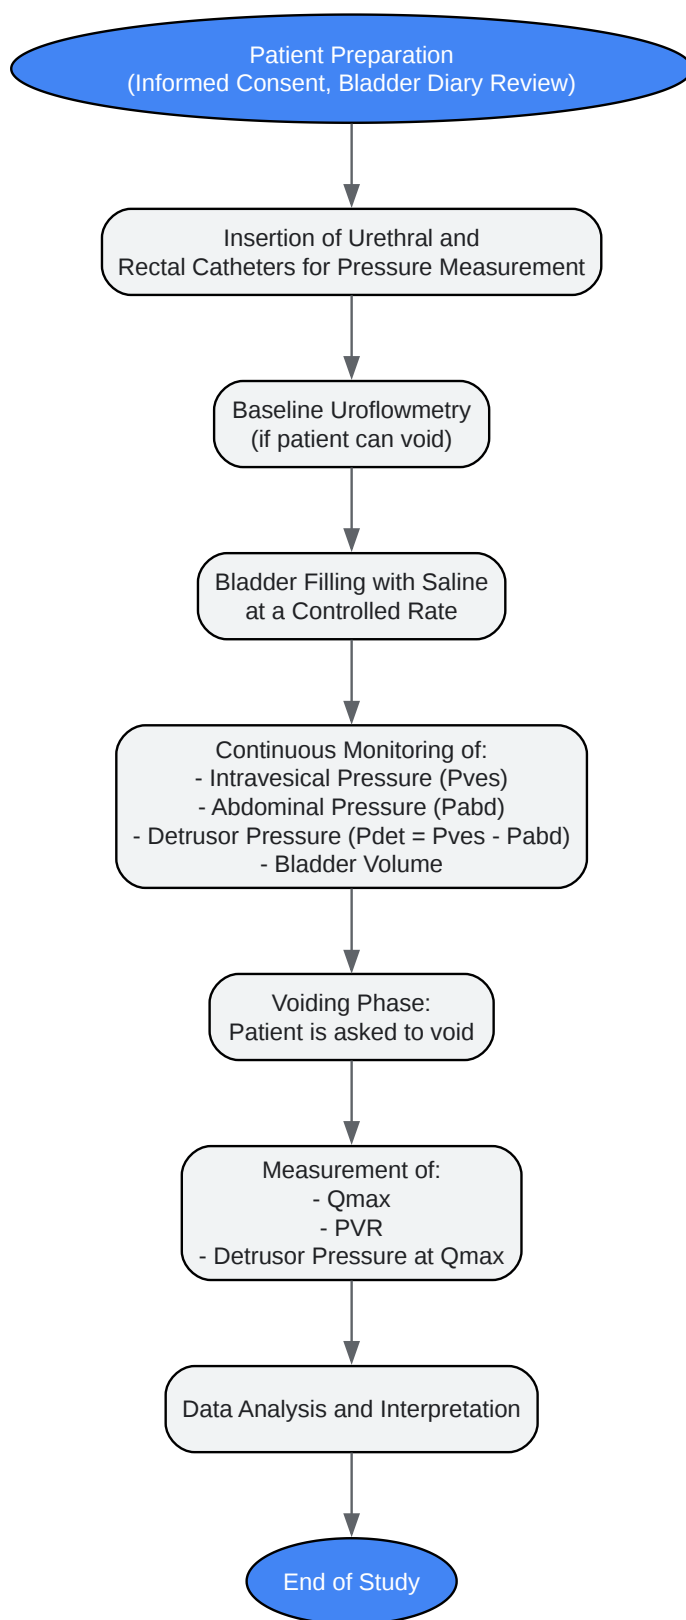 Patient Preparation
(Informed Consent, Bladder Diary Review)
Insertion of Urethral and
Rectal Catheters for Pressure Measurement
Baseline Uroflowmetry
(if patient can void)
Bladder Filling with Saline
at a Controlled Rate
Continuous Monitoring of:
- Intravesical Pressure (Pves)
- Abdominal Pressure (Pabd)
- Detrusor Pressure (Pdet = Pves - Pabd)
- Bladder Volume
Voiding Phase:
Patient is asked to void
Measurement of:
- Qmax
- PVR
- Detrusor Pressure at Qmax
Data Analysis and Interpretation
End of Study